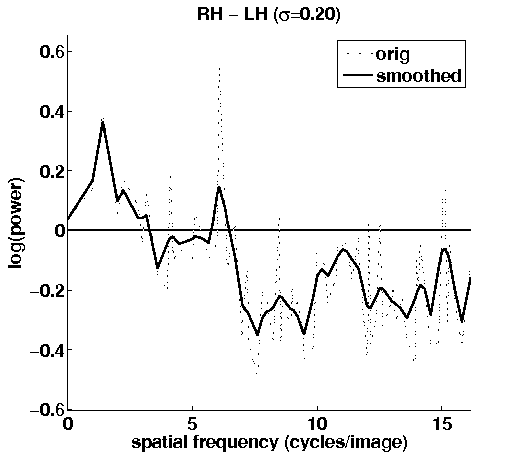 RH − LH (σ=0.20)
orig
smoothed
0.6
0.4
0.2
0
−0.2
−0.4
−0.6
log(power)
0 5 10 15
spatial frequency (cycles/image)